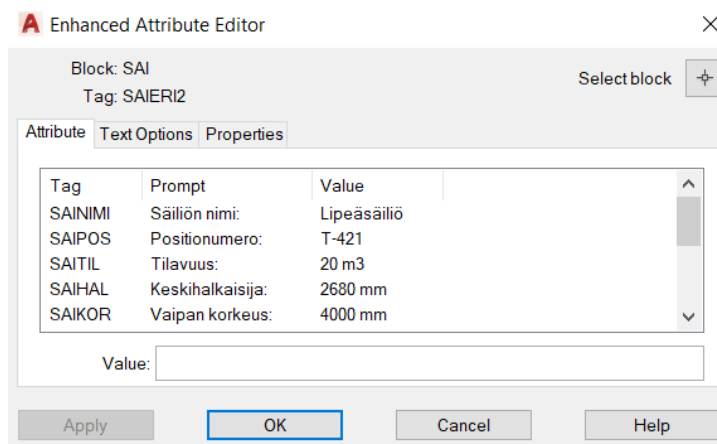 Enhanced Attribute Editor
Block: SAI
Select block
Tag: SAIERI2
Attribute Text Options Properties
Tag Prompt Value
SAINIMI Säiliön nimi: Lipeäsäiliö
SAIPOS Positionumero: T-421
SAITIL Tilavuus: 20 m3
SAIHAL Keskihalkaisija: 2680 mm
SAIKOR Vaipan korkeus: 4000 mm
Value:
Apply OK Cancel Help